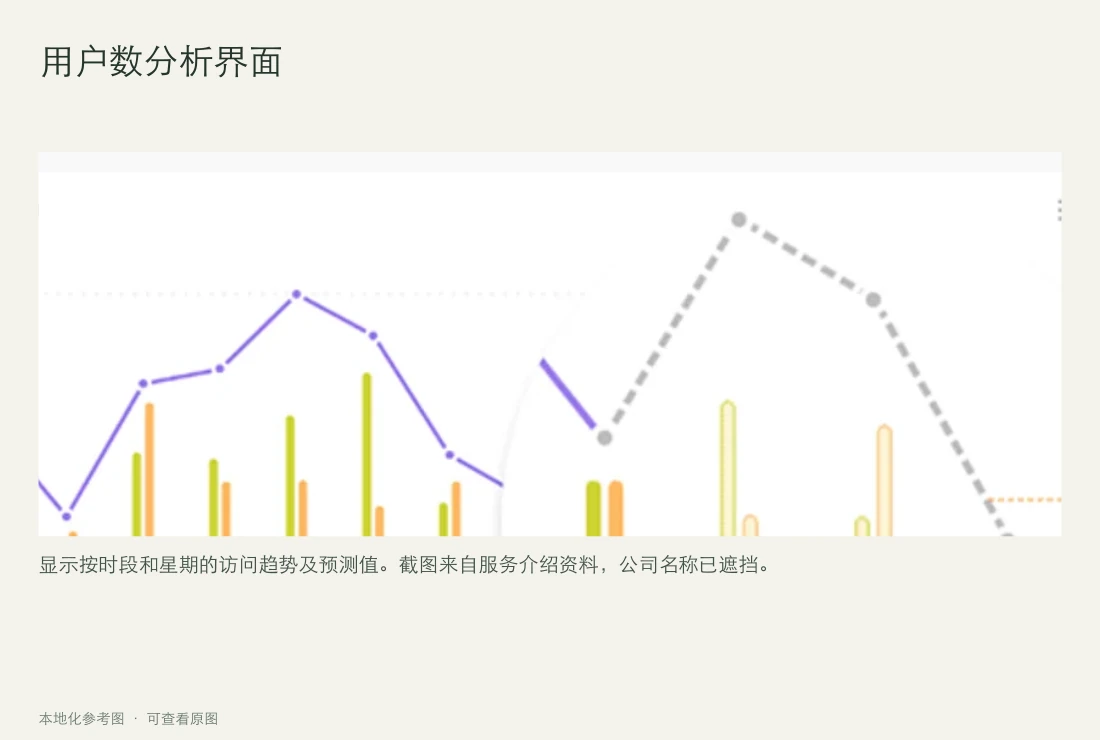 用户数分析界面
显示按时段和星期的访问趋势及预测值。截图来自服务介绍资料，公司名称已遮挡。
本地化参考图 · 可查看原图